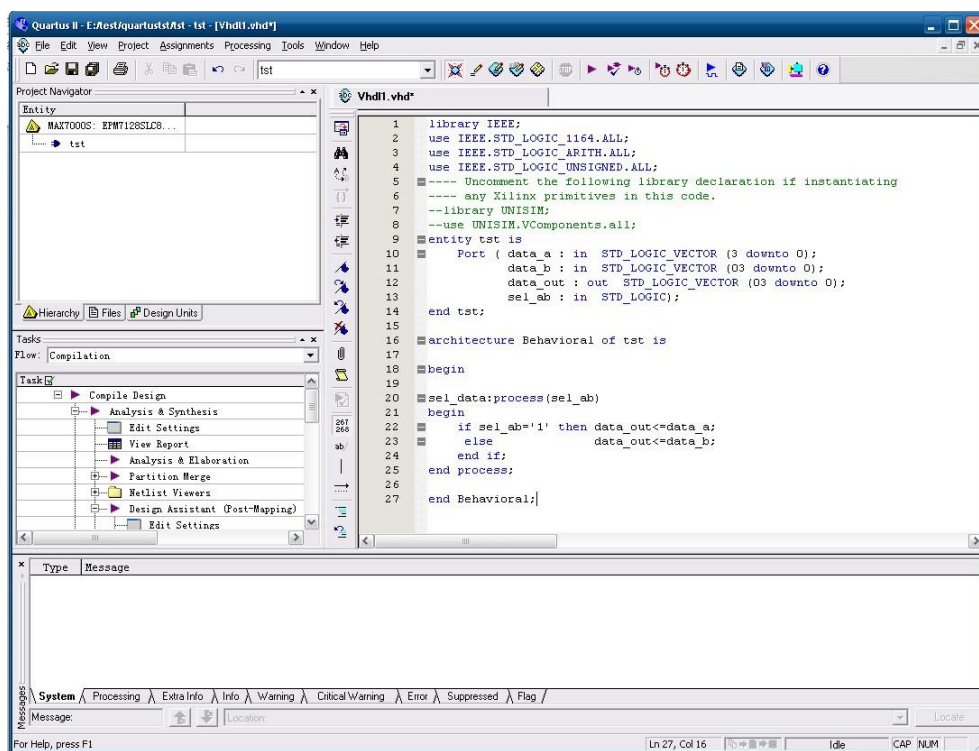 Quartus II - E:/test/quartustst/tst - tst - [Vhdl1.vhd*]
File Edit View Project Assignments Processing Tools Window Help
tst
Project Navigator
Entity
MAX7000S: EPM7128SLC8...
tst
Hierarchy Files Design Units
Tasks
Flow: Compilation
Task
Compile Design
Analysis & Synthesis
Edit Settings
View Report
Analysis & Elaboration
Partition Merge
Netlist Viewers
Design Assistant (Post-Mapping)
Edit Settings
Vhdl1.vhd*
267
268
ab/
1 library IEEE;
2 use IEEE.STD_LOGIC_1164.ALL;
3 use IEEE.STD_LOGIC_ARITH.ALL;
4 use IEEE.STD_LOGIC_UNSIGNED.ALL;
5 ---- Uncomment the following library declaration if instantiating
6 ---- any Xilinx primitives in this code.
7 --library UNISIM;
8 --use UNISIM.VComponents.all;
9 entity tst is
10 Port ( data_a : in STD_LOGIC_VECTOR (3 downto 0);
11 data_b : in STD_LOGIC_VECTOR (03 downto 0);
12 data_out : out STD_LOGIC_VECTOR (03 downto 0);
13 sel_ab : in STD_LOGIC);
14 end tst;
15
16 architecture Behavioral of tst is
17
18 begin
19
20 sel_data:process(sel_ab)
21 begin
22 if sel_ab='1' then data_out<=data_a;
23 else data_out<=data_b;
24 end if;
25 end process;
26
27 end Behavioral;
Type Message
System Processing Extra Info Info Warning Critical Warning Error Suppressed Flag
Messages
Message: Location: Locate
For Help, press F1 Ln 27, Col 16 Idle CAP NUM